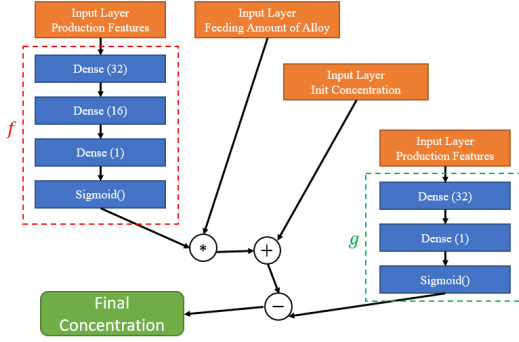 Input Layer
Production Features
Input Layer
Feeding Amount of Alloy
Input Layer
Init Concentration
f
Dense (32)
Dense (16)
Dense (1)
Sigmoid()
Input Layer
Production Features
g
Dense (32)
Dense (1)
Sigmoid()
*
+
−
Final
Concentration